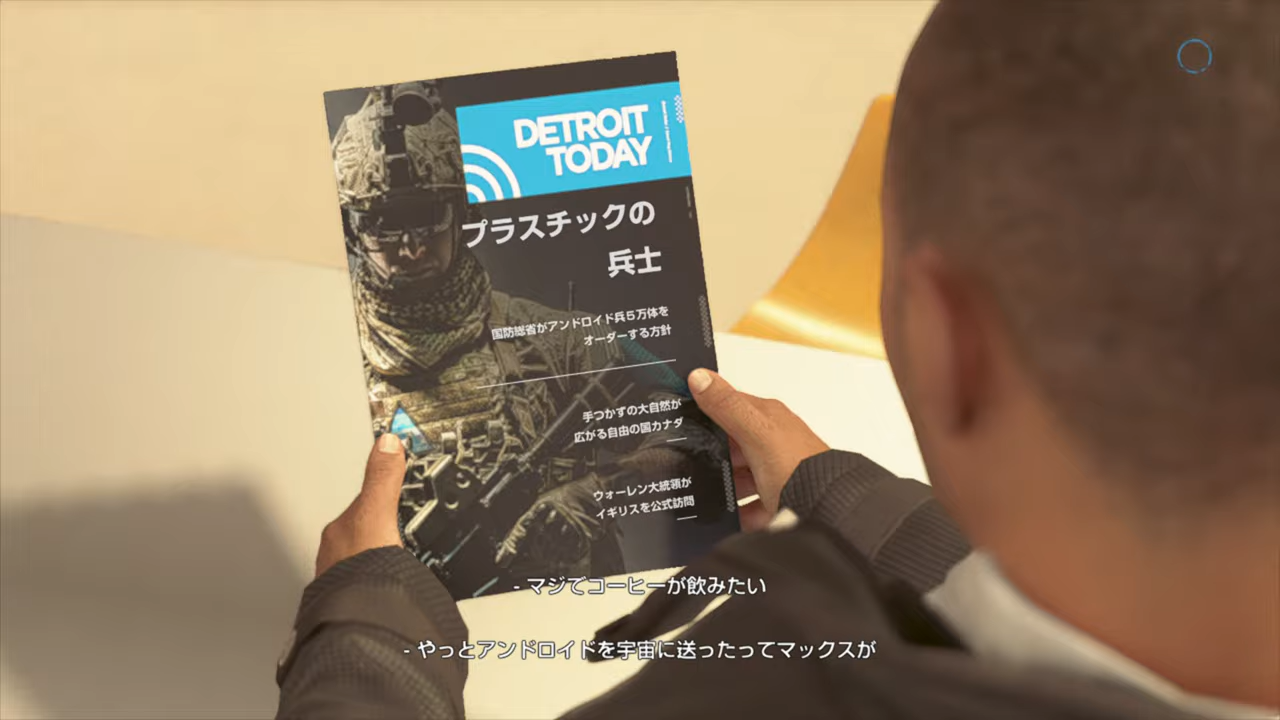 DETROIT
TODAY
プラスチックの
兵士
国防総省がアンドロイド兵5万体を
オーダーする方針
手つかずの大自然が
広がる自由の国カナダ
ウォーレン大統領が
イギリスを公式訪問
- マジでコーヒーが飲みたい
- やっとアンドロイドを宇宙に送ったってマックスが